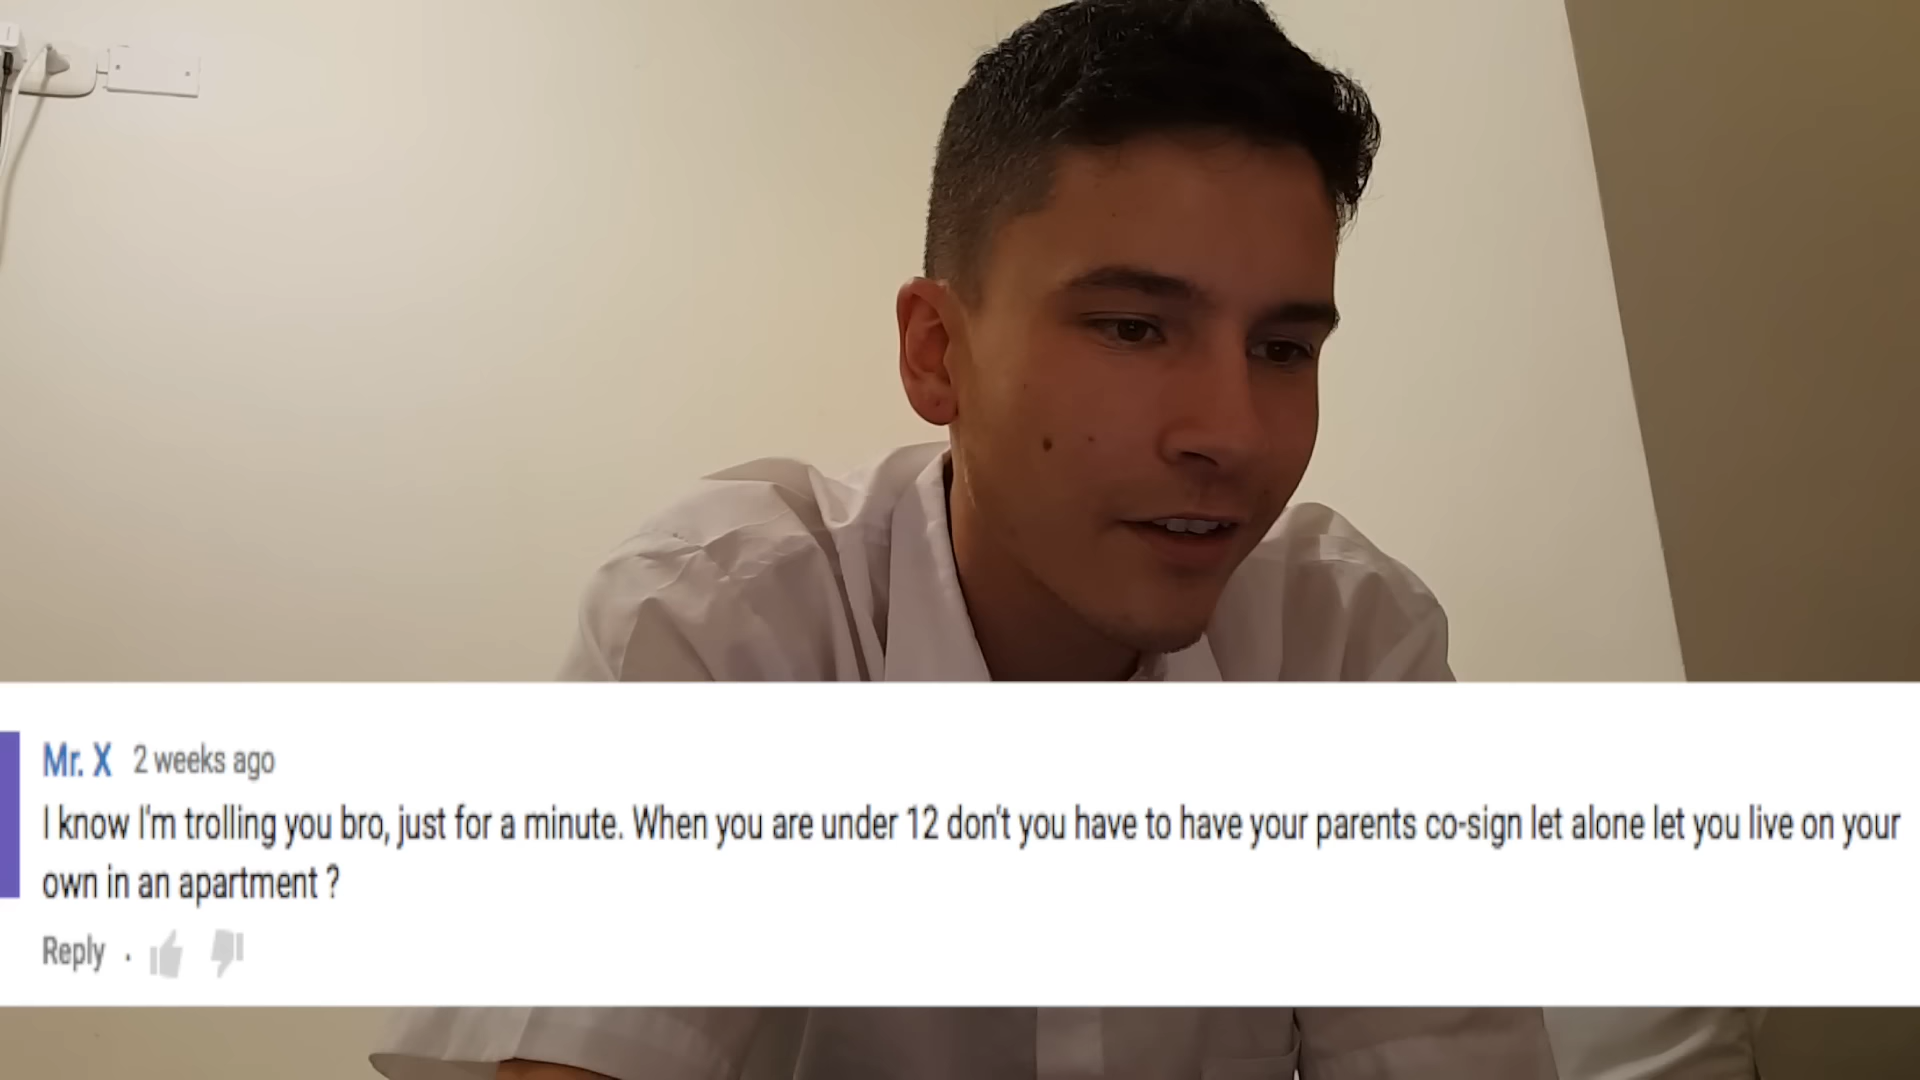 Mr. X 2 weeks ago
I know I'm trolling you bro, just for a minute. When you are under 12 don't you have to have your parents co-sign let alone let you live on your
own in an apartment ?
Reply .